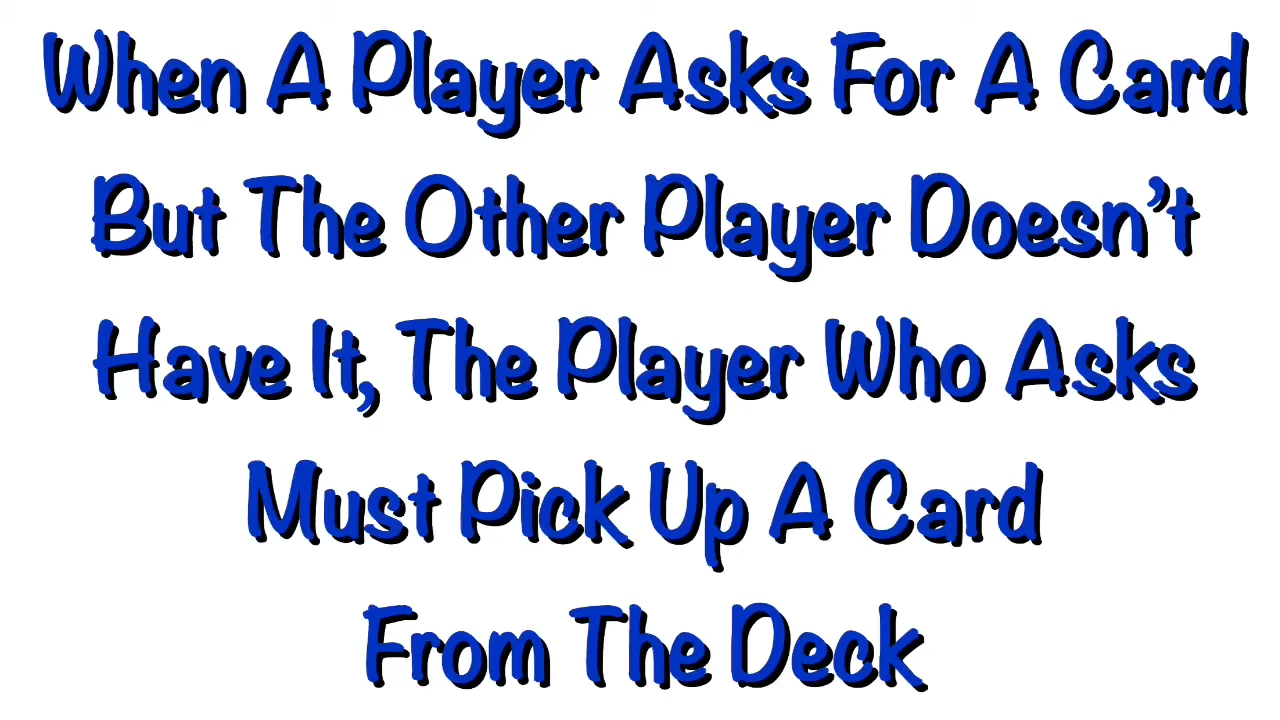 When A Player Asks For A Card
But The Other Player Doesn't
Have It, The Player Who Asks
Must Pick Up A Card
From The Deck